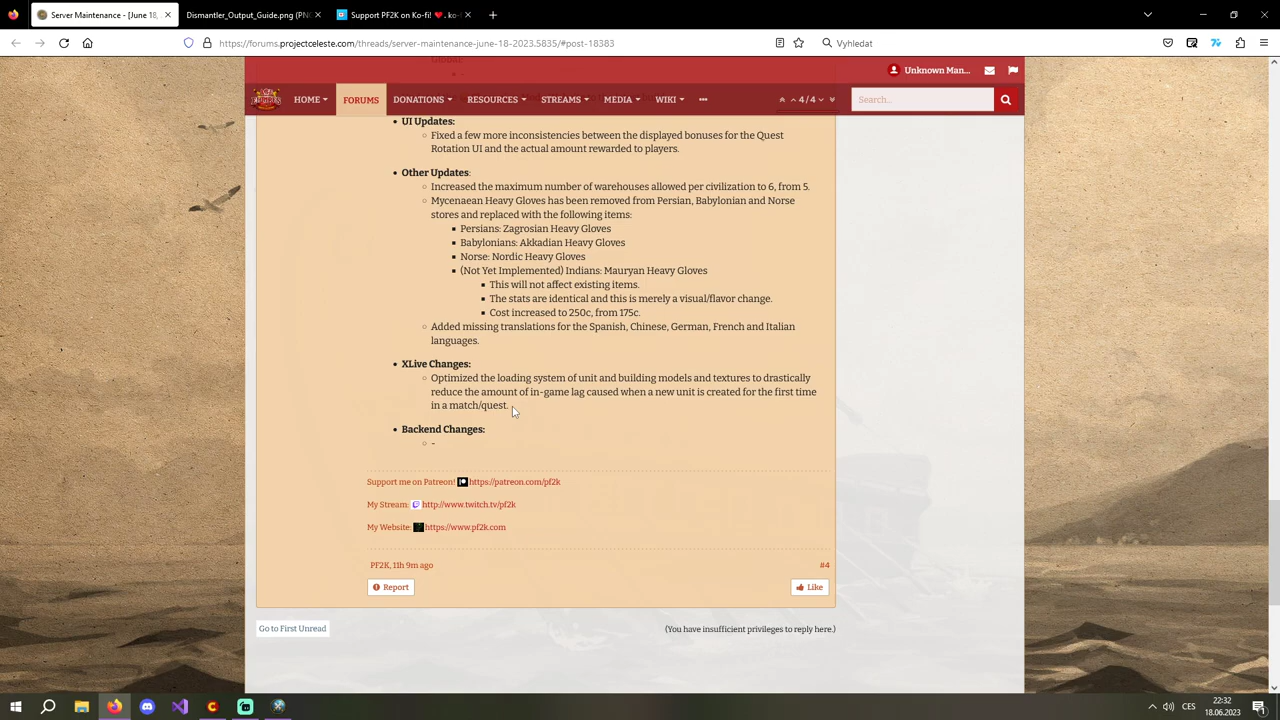 Server Maintenance - [June 18,
Dismantler_Output_Guide.png (PN
Support PF2K on Ko-fi! ❤️. ko-
https://forums.projectceleste.com/threads/server-maintenance-june-18-2023.5835/#post-18383
Vyhledat
Unknown Man...
HOME
FORUMS
DONATIONS
RESOURCES
STREAMS
MEDIA
WIKI
4 / 4
Search...
• UI Updates:
Fixed a few more inconsistencies between the displayed bonuses for the Quest
Rotation UI and the actual amount rewarded to players.
• Other Updates:
Increased the maximum number of warehouses allowed per civilization to 6, from 5.
Mycenaean Heavy Gloves has been removed from Persian, Babylonian and Norse
stores and replaced with the following items:
Persians: Zagrosian Heavy Gloves
Babylonians: Akkadian Heavy Gloves
Norse: Nordic Heavy Gloves
(Not Yet Implemented) Indians: Mauryan Heavy Gloves
This will not affect existing items.
The stats are identical and this is merely a visual/flavor change.
Cost increased to 250c, from 175c.
Added missing translations for the Spanish, Chinese, German, French and Italian
languages.
• XLive Changes:
Optimized the loading system of unit and building models and textures to drastically
reduce the amount of in-game lag caused when a new unit is created for the first time
in a match/quest.
• Backend Changes:
-
Support me on Patreon! https://patreon.com/pf2k
My Stream: http://www.twitch.tv/pf2k
My Website: https://www.pf2k.com
PF2K, 11h 9m ago
#4
Report
Like
Go to First Unread
(You have insufficient privileges to reply here.)
CES
22:32
18.06.2023